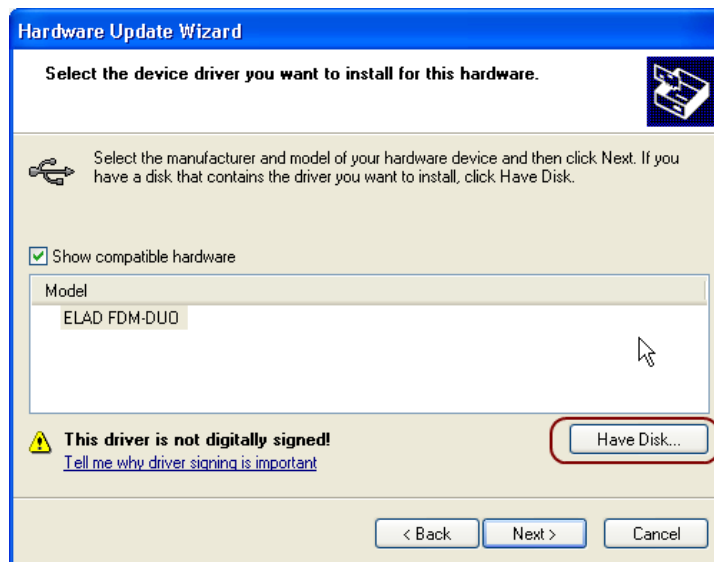 Hardware Update Wizard
Select the device driver you want to install for this hardware.
Select the manufacturer and model of your hardware device and then click Next. If you
have a disk that contains the driver you want to install, click Have Disk.
Show compatible hardware
Model
ELAD FDM-DUO
This driver is not digitally signed!
Have Disk...
Tell me why driver signing is important
< Back Next > Cancel